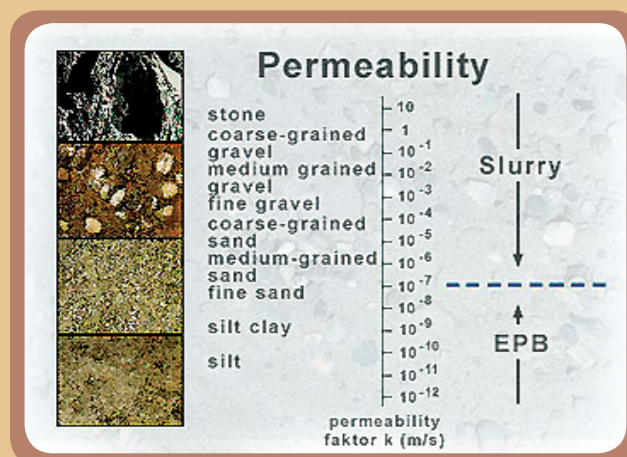 Permeability
stone
coarse-grained
gravel
medium grained
gravel
fine gravel
coarse-grained
sand
medium-grained
sand
fine sand
silt clay
silt
10
1
10⁻¹
10⁻²
10⁻³
10⁻⁴
10⁻⁵
10⁻⁶
10⁻⁷
10⁻⁸
10⁻⁹
10⁻¹⁰
10⁻¹¹
10⁻¹²
permeability
faktor k (m/s)
Slurry
EPB